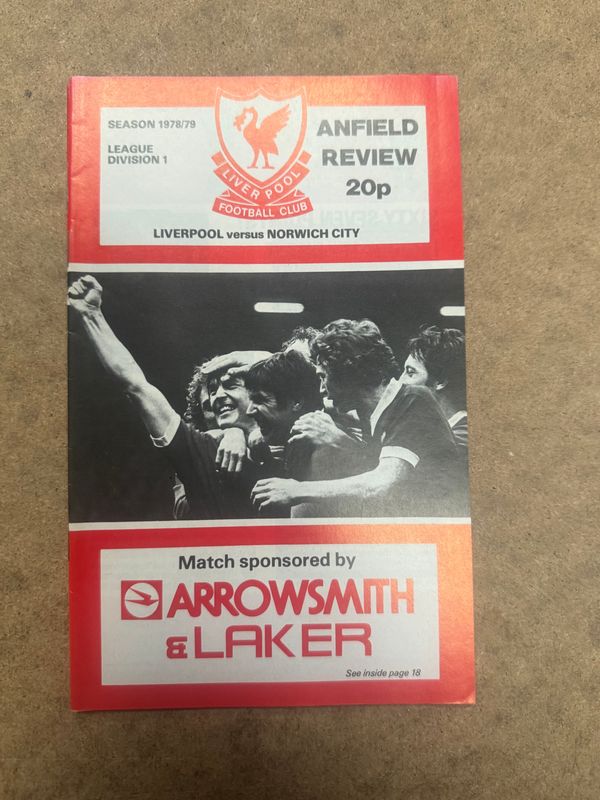 SEASON 1978/79
LEAGUE
DIVISION 1
LIVERPOOL
FOOTBALL CLUB
ANFIELD
REVIEW
20p
LIVERPOOL versus NORWICH CITY
Match sponsored by
ARROWSMITH
& LAKER
See inside page 18